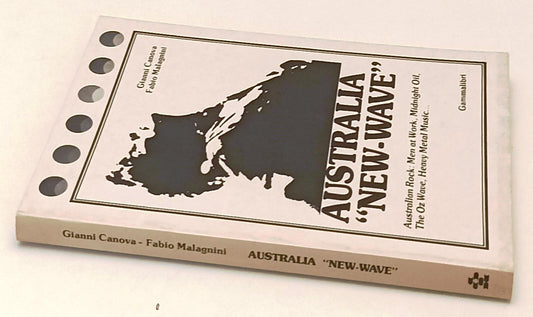 Gianni Canova
Fabio Malagnini
AUSTRALIA
"NEW-WAVE"
Australian Rock: Men at Work, Midnight Oil,
The Oz Wave, Heavy Metal Music...
Gammalibri
Gianni Canova - Fabio Malagnini AUSTRALIA "NEW-WAVE"